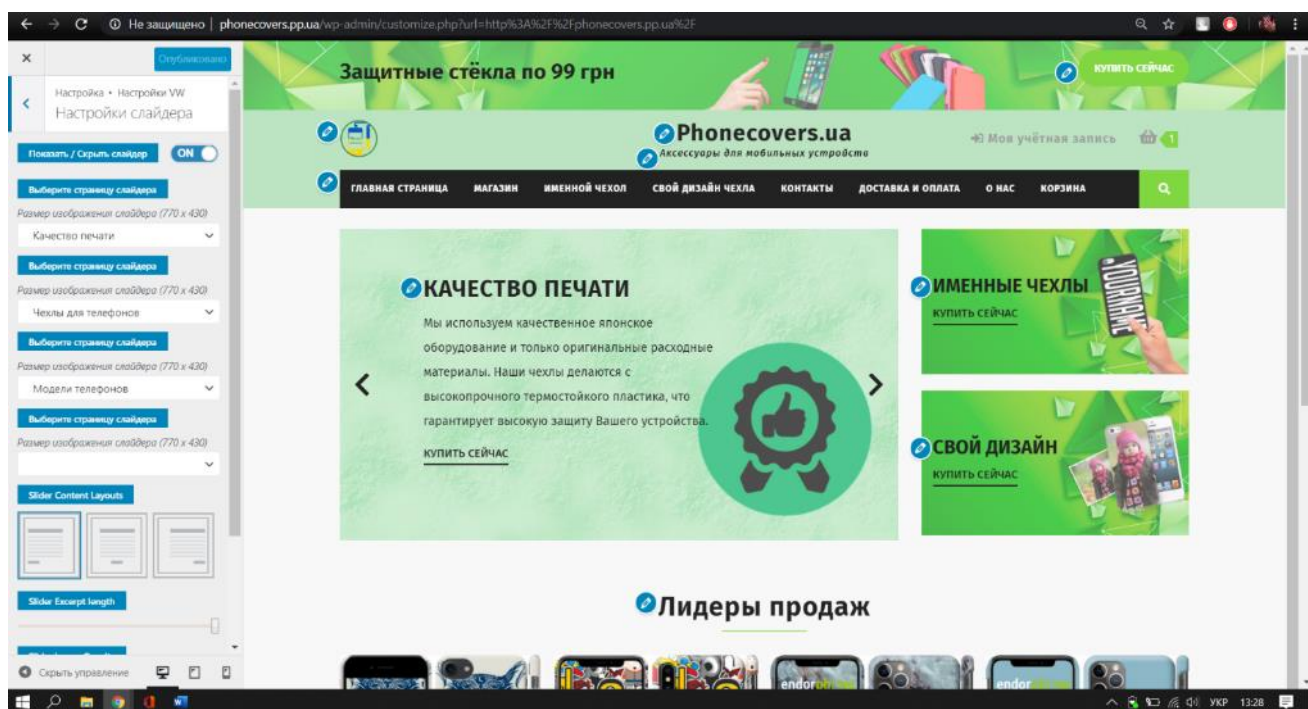 Не защищено | phonecovers.pp.ua/wp-admin/customize.php?url=http%3A%2F%2Fphonecovers.pp.ua%2F
Опубликовано
Настройка • Настройки VW
Настройки слайдера
Показать / Скрыть слайдер ON
Выберите страницу слайдера
Размер изображения слайдера (770 x 430)
Качество печати
Выберите страницу слайдера
Размер изображения слайдера (770 x 430)
Чехлы для телефонов
Выберите страницу слайдера
Размер изображения слайдера (770 x 430)
Модели телефонов
Выберите страницу слайдера
Размер изображения слайдера (770 x 430)
Slider Content Layouts
Slider Excerpt length
Скрыть управление
Защитные стёкла по 99 грн
КУПИТЬ СЕЙЧАС
Phonecovers.ua
Аксессуары для мобильных устройств
Моя учётная запись
1
ГЛАВНАЯ СТРАНИЦА МАГАЗИН ИМЕННОЙ ЧЕХОЛ СВОЙ ДИЗАЙН ЧЕХЛА КОНТАКТЫ ДОСТАВКА И ОПЛАТА О НАС КОРЗИНА
КАЧЕСТВО ПЕЧАТИ
Мы используем качественное японское
оборудование и только оригинальные расходные
материалы. Наши чехлы делаются с
высокопрочного термостойкого пластика, что
гарантирует высокую защиту Вашего устройства.
КУПИТЬ СЕЙЧАС
ИМЕННЫЕ ЧЕХЛЫ
КУПИТЬ СЕЙЧАС
YOURNAME
СВОЙ ДИЗАЙН
КУПИТЬ СЕЙЧАС
Лидеры продаж
УКР 13:28